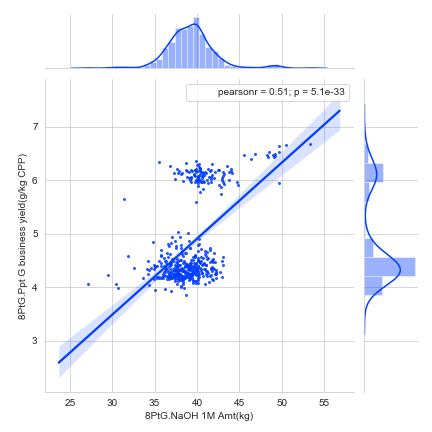 pearsonr = 0.51; p = 5.1e-33
7
6
5
4
3
8PtG.Ppt G business yield(g/kg CPP)
25 30 35 40 45 50 55
8PtG.NaOH 1M Amt(kg)